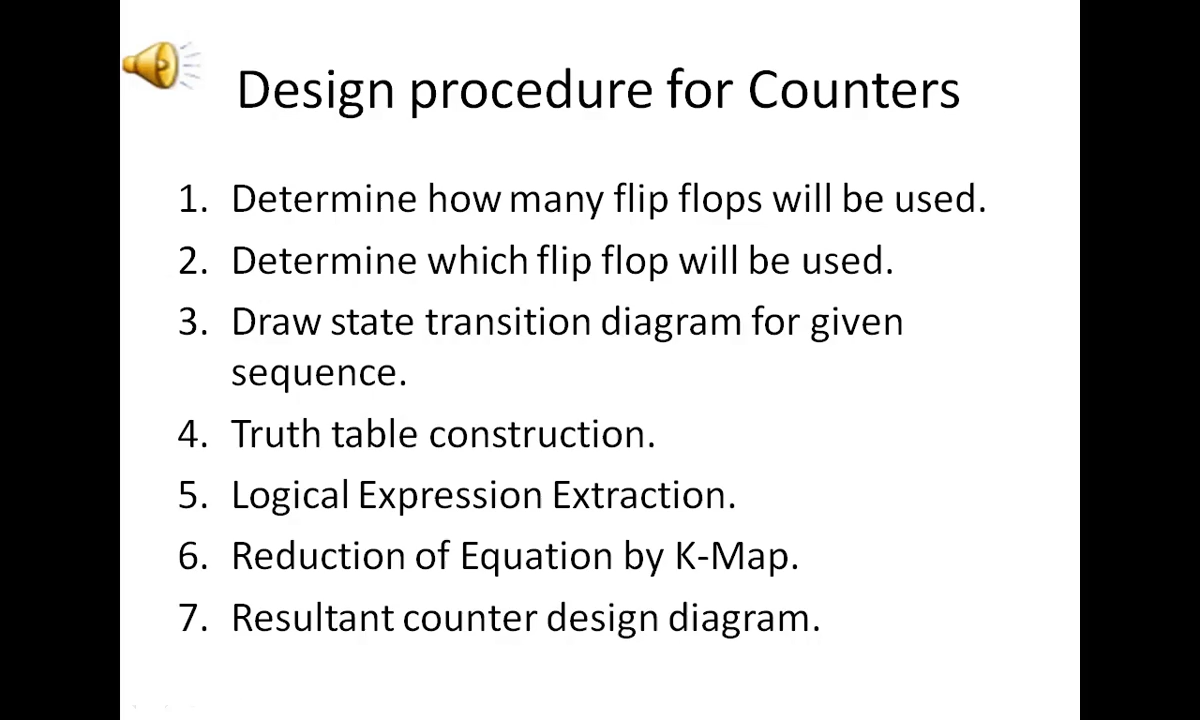 Design procedure for Counters
1. Determine how many flip flops will be used.
2. Determine which flip flop will be used.
3. Draw state transition diagram for given
sequence.
4. Truth table construction.
5. Logical Expression Extraction.
6. Reduction of Equation by K-Map.
7. Resultant counter design diagram.